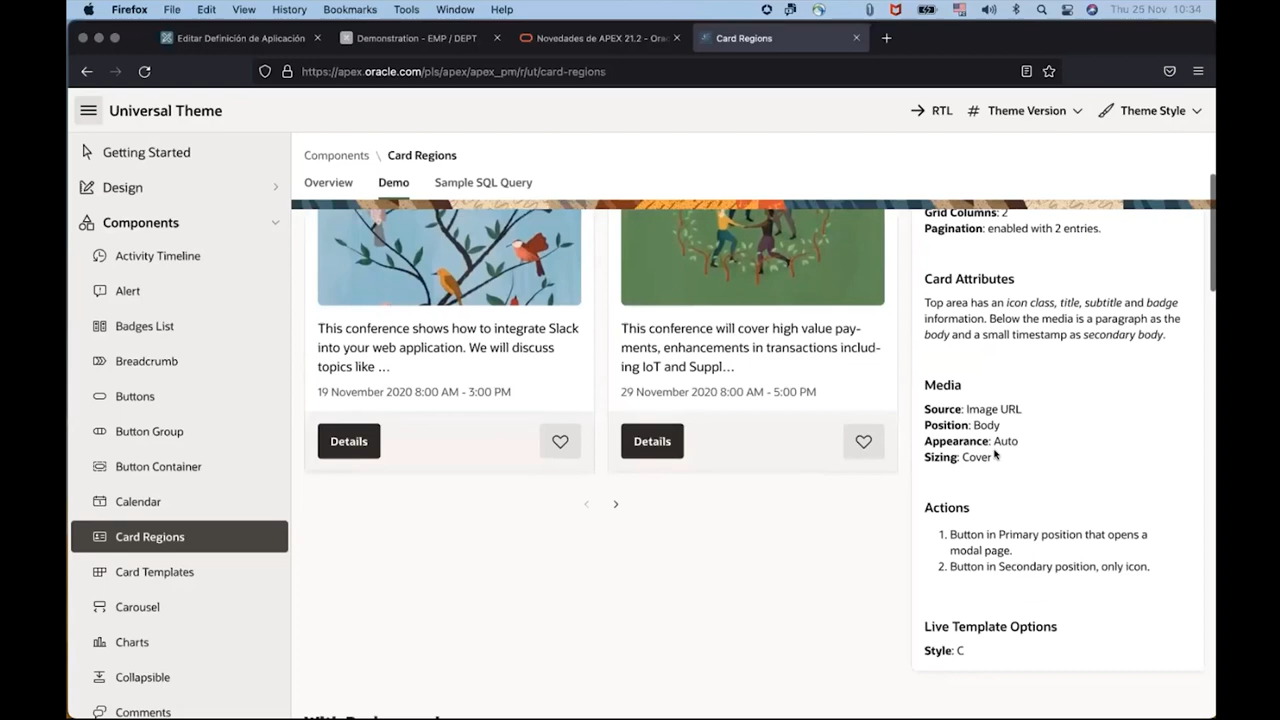 Firefox File Edit View History Bookmarks Tools Window Help Thu 25 Nov 10:34
Editar Definición de Aplicación
Demonstration - EMP / DEPT
Novedades de APEX 21.2 - Orac
Card Regions
https://apex.oracle.com/pls/apex/apex_pm/r/ut/card-regions
Universal Theme
RTL
Theme Version
Theme Style
Getting Started
Design
Components
Activity Timeline
Alert
Badges List
Breadcrumb
Buttons
Button Group
Button Container
Calendar
Card Regions
Card Templates
Carousel
Charts
Collapsible
Comments
Components \ Card Regions
Overview Demo Sample SQL Query
This conference shows how to integrate Slack
into your web application. We will discuss
topics like ...
19 November 2020 8:00 AM - 3:00 PM
Details
This conference will cover high value pay-
ments, enhancements in transactions includ-
ing IoT and Suppl...
29 November 2020 8:00 AM - 5:00 PM
Details
Grid Columns: 2
Pagination: enabled with 2 entries.
Card Attributes
Top area has an icon class, title, subtitle and badge
information. Below the media is a paragraph as the
body and a small timestamp as secondary body.
Media
Source: Image URL
Position: Body
Appearance: Auto
Sizing: Cover
Actions
1. Button in Primary position that opens a
modal page.
2. Button in Secondary position, only icon.
Live Template Options
Style: C